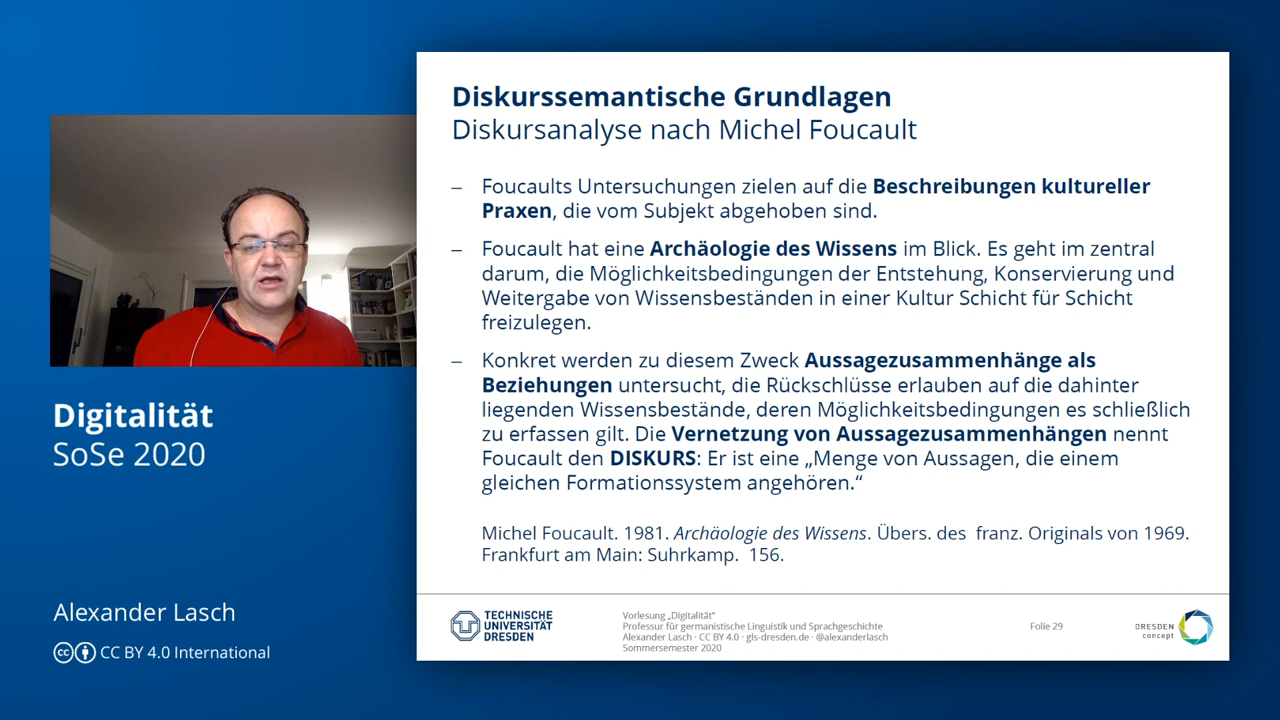 Diskurssemantische Grundlagen
Diskursanalyse nach Michel Foucault
– Foucaults Untersuchungen zielen auf die Beschreibungen kultureller
Praxen, die vom Subjekt abgehoben sind.
– Foucault hat eine Archäologie des Wissens im Blick. Es geht im zentral
darum, die Möglichkeitsbedingungen der Entstehung, Konservierung und
Weitergabe von Wissensbeständen in einer Kultur Schicht für Schicht
freizulegen.
– Konkret werden zu diesem Zweck Aussagezusammenhänge als
Beziehungen untersucht, die Rückschlüsse erlauben auf die dahinter
liegenden Wissensbestände, deren Möglichkeitsbedingungen es schließlich
zu erfassen gilt. Die Vernetzung von Aussagezusammenhängen nennt
Foucault den DISKURS: Er ist eine „Menge von Aussagen, die einem
gleichen Formationssystem angehören.“
Michel Foucault. 1981. Archäologie des Wissens. Übers. des franz. Originals von 1969.
Frankfurt am Main: Suhrkamp. 156.
Digitalität
SoSe 2020
Alexander Lasch
CC BY 4.0 International
TECHNISCHE
UNIVERSITÄT
DRESDEN
Vorlesung „Digitalität“
Professur für germanistische Linguistik und Sprachgeschichte
Alexander Lasch · CC BY 4.0 · gls-dresden.de · @alexanderlasch
Sommersemester 2020
Folie 29
DRESDEN
concept